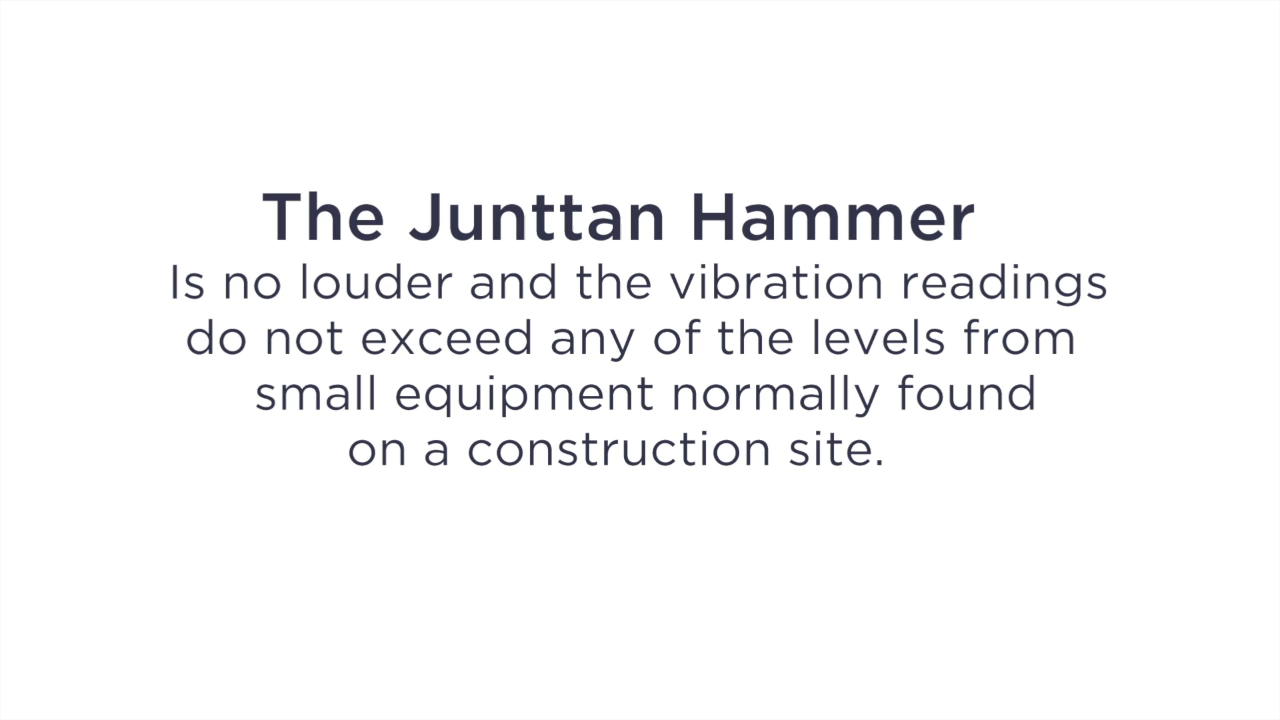 The Junttan Hammer
Is no louder and the vibration readings
do not exceed any of the levels from
small equipment normally found
on a construction site.